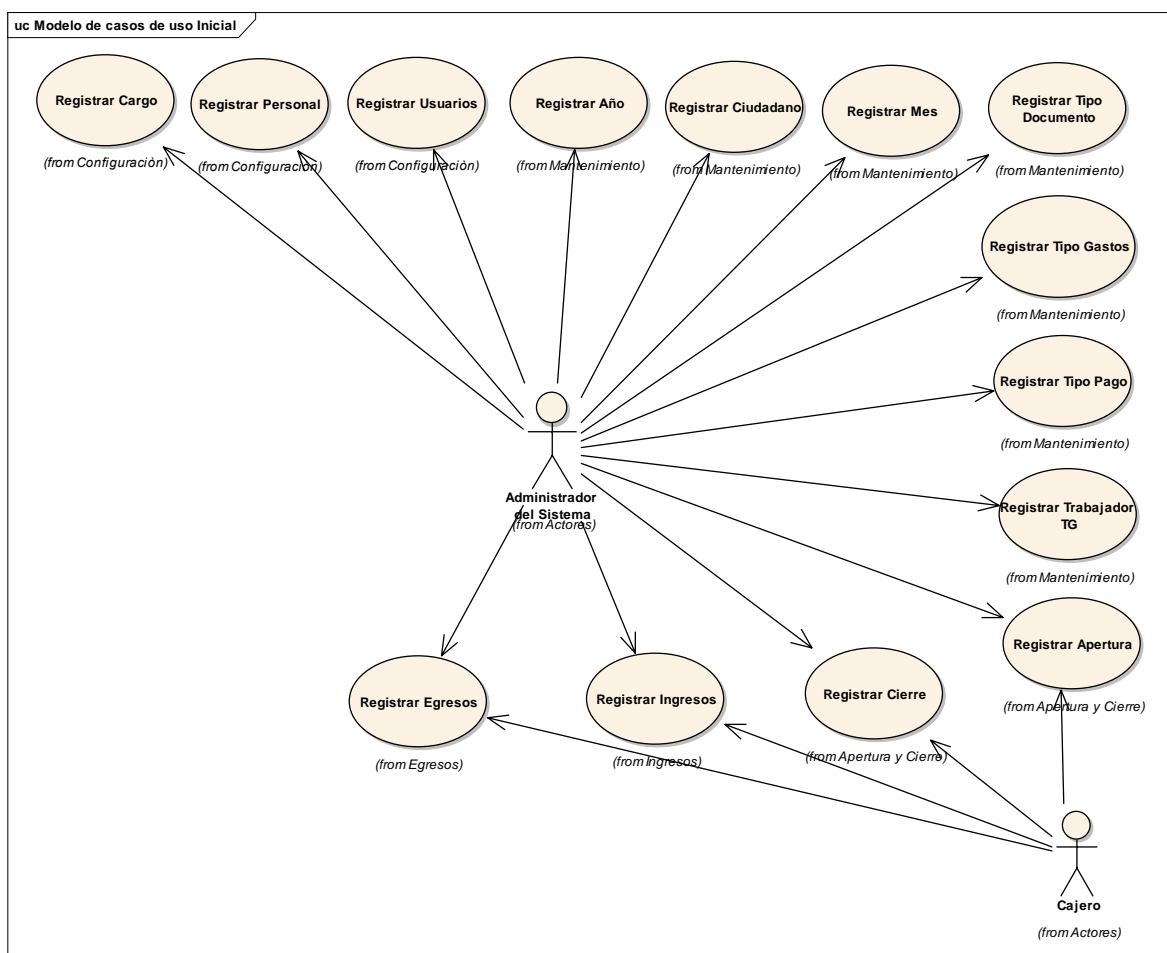 uc Modelo de casos de uso Inicial
Registrar Cargo
(from Configuraciòn)
Registrar Personal
(from Configuraciòn)
Registrar Usuarios
(from Configuraciòn)
Registrar Año
(from Mantenimiento)
Registrar Ciudadano
(from Mantenimiento)
Registrar Mes
(from Mantenimiento)
Registrar Tipo
Documento
(from Mantenimiento)
Registrar Tipo Gastos
(from Mantenimiento)
Registrar Tipo Pago
(from Mantenimiento)
Registrar Trabajador
TG
(from Mantenimiento)
Administrador
del Sistema
(from Actores)
Registrar Apertura
(from Apertura y Cierre)
Registrar Egresos
(from Egresos)
Registrar Ingresos
(from Ingresos)
Registrar Cierre
(from Apertura y Cierre)
Cajero
(from Actores)